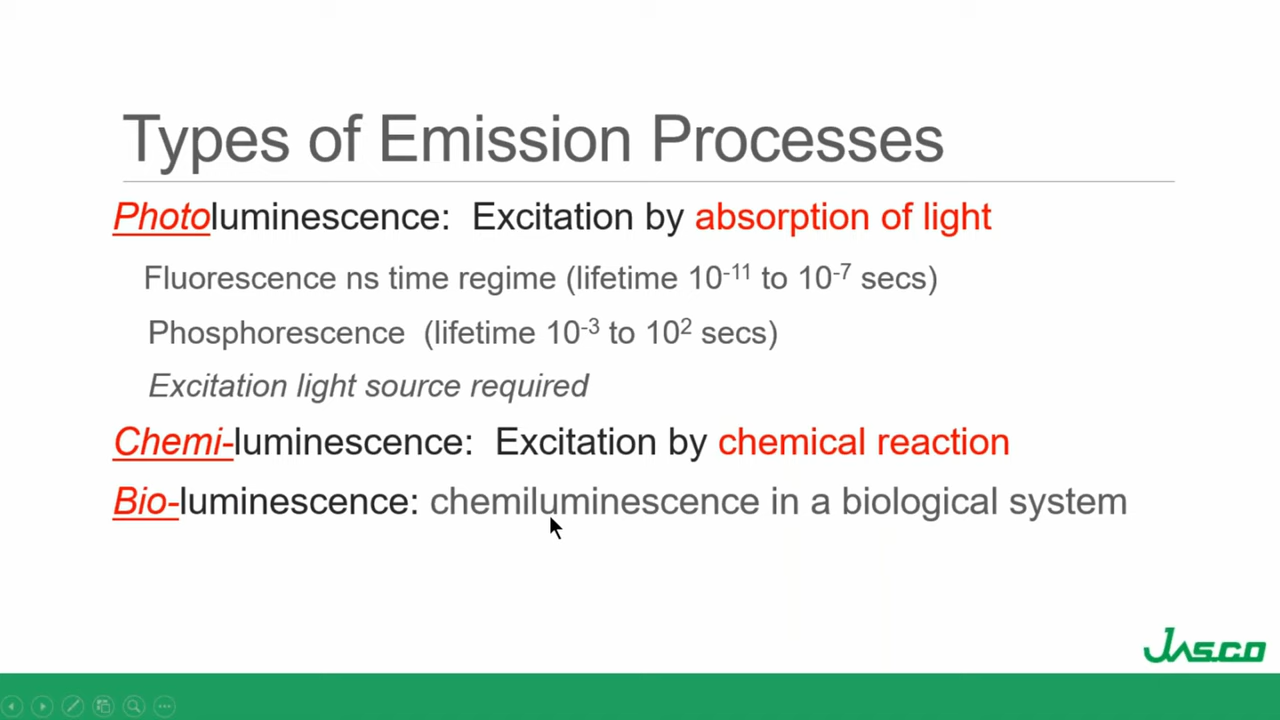 Types of Emission Processes
Photoluminescence: Excitation by absorption of light
Fluorescence ns time regime (lifetime 10⁻¹¹ to 10⁻⁷ secs)
Phosphorescence (lifetime 10⁻³ to 10² secs)
Excitation light source required
Chemi-luminescence: Excitation by chemical reaction
Bio-luminescence: chemiluminescence in a biological system
JASCO